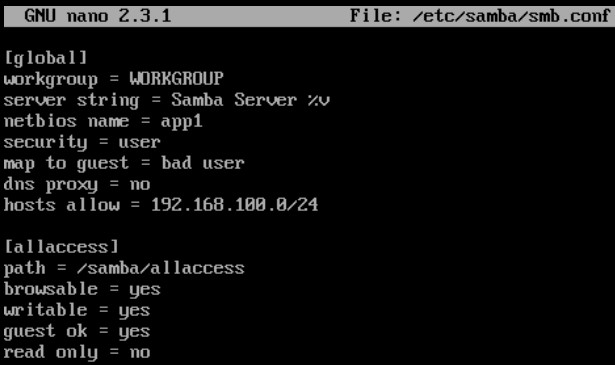 GNU nano 2.3.1 File: /etc/samba/smb.conf
[global]
workgroup = WORKGROUP
server string = Samba Server %v
netbios name = app1
security = user
map to guest = bad user
dns proxy = no
hosts allow = 192.168.100.0/24
[allaccess]
path = /samba/allaccess
browsable = yes
writable = yes
guest ok = yes
read only = no